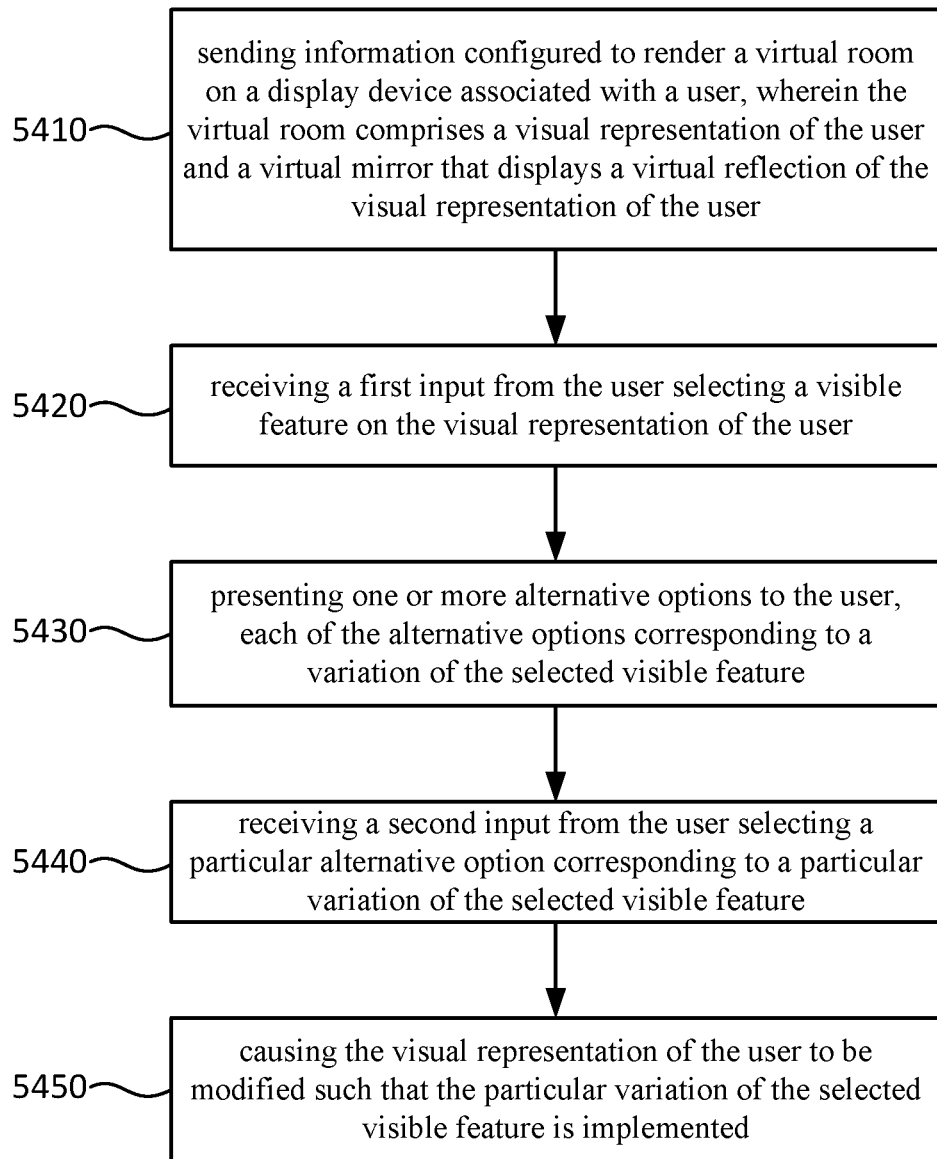 sending information configured to render a virtual room
on a display device associated with a user, wherein the
5410
virtual room comprises a visual representation of the user
and a virtual mirror that displays a virtual reflection of the
visual representation of the user
receiving a first input from the user selecting a visible
5420
feature on the visual representation of the user
presenting one or more alternative options to the user,
5430
each of the alternative options corresponding to a
variation of the selected visible feature
receiving a second input from the user selecting a
5440
particular alternative option corresponding to a particular
variation of the selected visible feature
causing the visual representation of the user to be
5450
modified such that the particular variation of the selected
visible feature is implemented